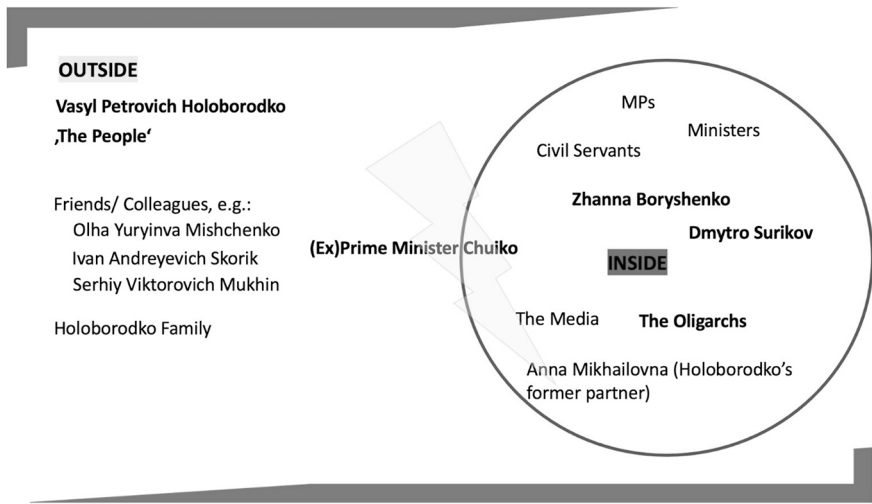 OUTSIDE
Vasyl Petrovich Holoborodko
‚The People‘
Friends/ Colleagues, e.g.:
Olha Yuryinva Mishchenko
Ivan Andreyevich Skorik
Serhiy Viktorovich Mukhin
Holoborodko Family
(Ex)Prime Minister Chuiko
MPs
Ministers
Civil Servants
Zhanna Boryshenko
Dmytro Surikov
INSIDE
The Media
The Oligarchs
Anna Mikhailovna (Holoborodko’s
former partner)